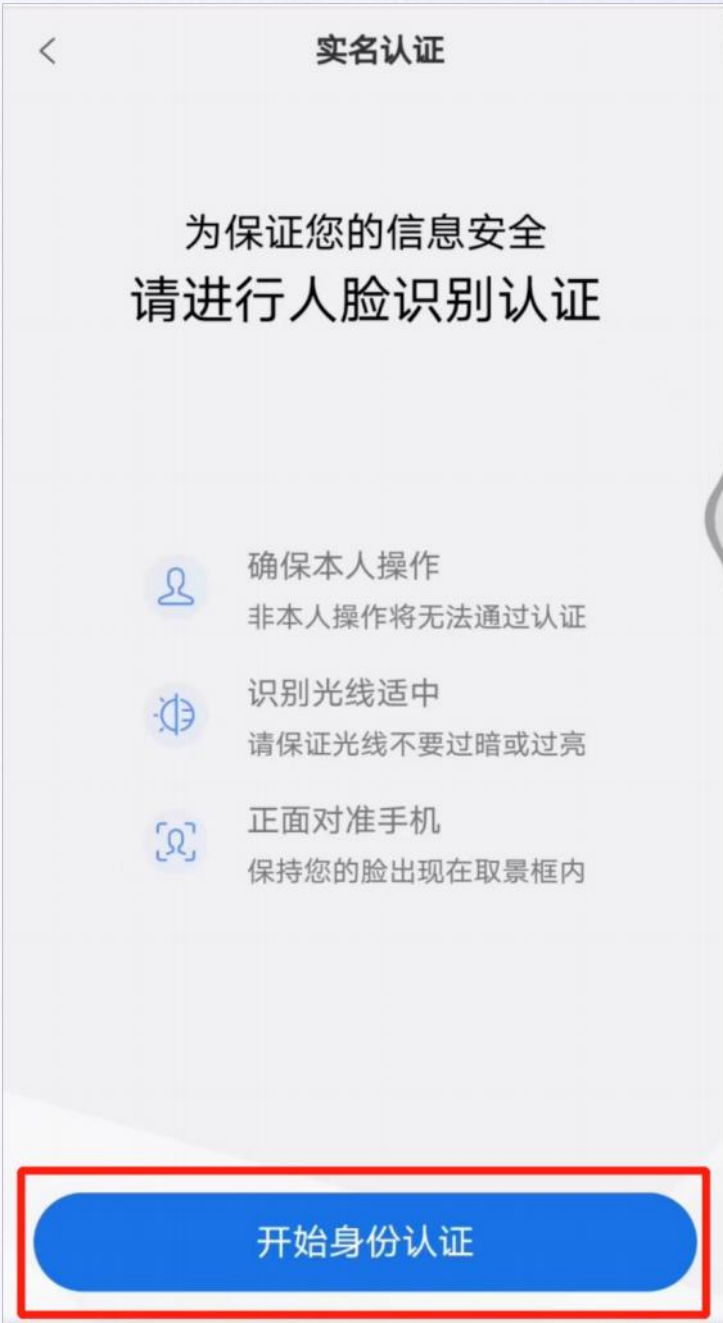 实名认证
为保证您的信息安全
请进行人脸识别认证
确保本人操作
非本人操作将无法通过认证
识别光线适中
请保证光线不要过暗或过亮
正面对准手机
保持您的脸出现在取景框内
开始身份认证